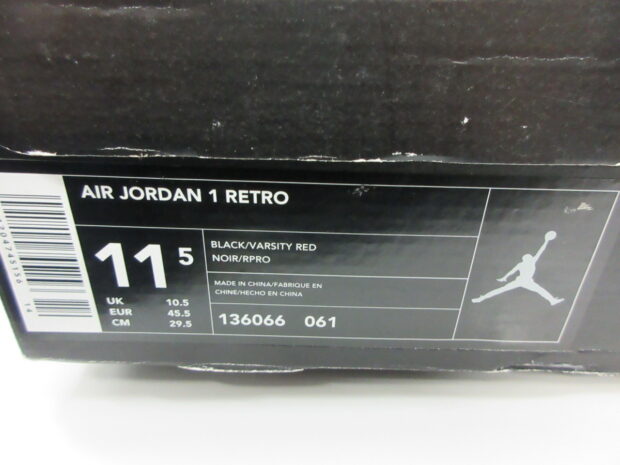 AIR JORDAN 1 RETRO
11 5
UK 10.5
EUR 45.5
CM 29.5
BLACK/VARSITY RED
NOIR/RPRO
MADE IN CHINA/FABRIQUE EN
CHINE/HECHO EN CHINA
136066 061
14